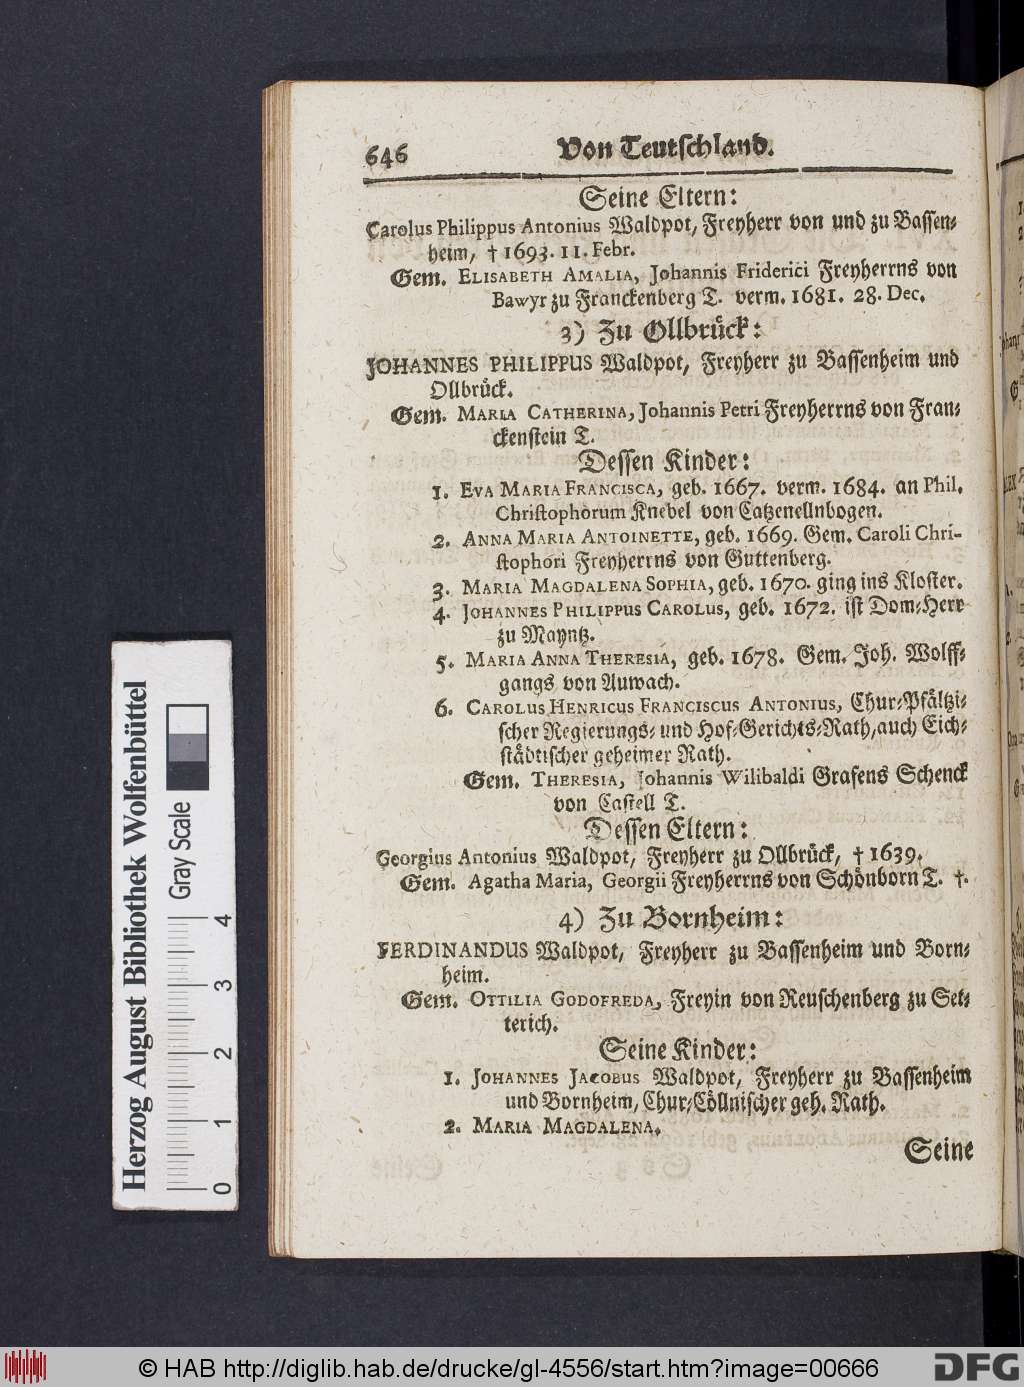 646 Von Teutschland.
Seine Eltern:
Carolus Philippus Antonius Waldpot, Freyherr von und zu Bassen-
heim, † 1693. 11. Febr.
Gem. ELISABETH AMALIA, Johannis Friderici Freyherrns von
Bawyr zu Franckenberg T. verm. 1681. 28. Dec.
3) Zu Ollbrück:
JOHANNES PHILIPPUS Waldpot, Freyherr zu Bassenheim und
Ollbrück.
Gem. MARIA CATHERINA, Johannis Petri Freyherrns von Fran-
ckenstein T.
Dessen Kinder:
1. EVA MARIA FRANCISCA, geb. 1667. verm. 1684. an Phil.
Christophorum Knebel von Catzenellnbogen.
2. ANNA MARIA ANTOINETTE, geb. 1669. Gem. Caroli Chri-
stophori Freyherrns von Guttenberg.
3. MARIA MAGDALENA SOPHIA, geb. 1670. ging ins Kloster.
4. JOHANNES PHILIPPUS CAROLUS, geb. 1672. ist Dom-Herr
zu Mayntz.
5. MARIA ANNA THERESIA, geb. 1678. Gem. Joh. Wolff-
gangs von Auwach.
6. CAROLUS HENRICUS FRANCISCUS ANTONIUS, Chur-Pfältzi-
scher Regierungs- und Hof-Gerichts-Rath, auch Eich-
städtischer geheimer Rath.
Gem. THERESIA, Johannis Wilibaldi Grafens Schenck
von Castell T.
Dessen Eltern:
Georgius Antonius Waldpot, Freyherr zu Ollbrück, † 1639.
Gem. Agatha Maria, Georgii Freyherrns von Schönborn T. †.
4) Zu Bornheim:
FERDINANDUS Waldpot, Freyherr zu Bassenheim und Born-
heim.
Gem. OTTILIA GODOFREDA, Freyin von Reuschenberg zu Set-
terich.
Seine Kinder:
1. JOHANNES JACOBUS Waldpot, Freyherr zu Bassenheim
und Bornheim, Chur-Cöllnischer geh. Rath.
2. MARIA MAGDALENA.
Seine
Herzog August Bibliothek Wolfenbüttel
Gray Scale
0 1 2 3 4
© HAB http://diglib.hab.de/drucke/gl-4556/start.htm?image=00666
DFG